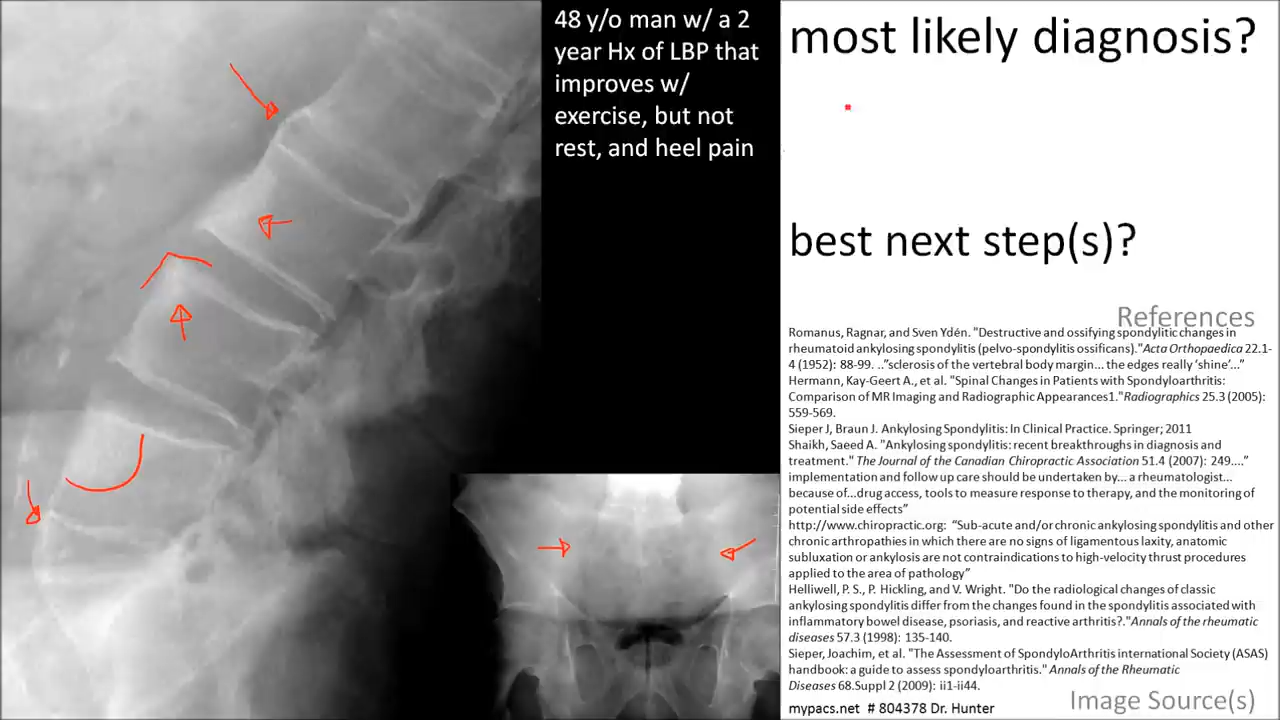 48 y/o man w/ a 2
year Hx of LBP that
improves w/
exercise, but not
rest, and heel pain
most likely diagnosis?
best next step(s)?
References
Romanus, Ragnar, and Sven Ydén. "Destructive and ossifying spondylitic changes in
rheumatoid ankylosing spondylitis (pelvo-spondylitis ossificans)."Acta Orthopaedica 22.1-
4 (1952): 88-99. .."sclerosis of the vertebral body margin... the edges really 'shine'..."
Hermann, Kay-Geert A., et al. "Spinal Changes in Patients with Spondyloarthritis:
Comparison of MR Imaging and Radiographic Appearances1."Radiographics 25.3 (2005):
559-569.
Sieper J, Braun J. Ankylosing Spondylitis: In Clinical Practice. Springer; 2011
Shaikh, Saeed A. "Ankylosing spondylitis: recent breakthroughs in diagnosis and
treatment." The Journal of the Canadian Chiropractic Association 51.4 (2007): 249...."
implementation and follow up care should be undertaken by... a rheumatologist...
because of...drug access, tools to measure response to therapy, and the monitoring of
potential side effects"
http://www.chiropractic.org: "Sub-acute and/or chronic ankylosing spondylitis and other
chronic arthropathies in which there are no signs of ligamentous laxity, anatomic
subluxation or ankylosis are not contraindications to high-velocity thrust procedures
applied to the area of pathology"
Helliwell, P. S., P. Hickling, and V. Wright. "Do the radiological changes of classic
ankylosing spondylitis differ from the changes found in the spondylitis associated with
inflammatory bowel disease, psoriasis, and reactive arthritis?."Annals of the rheumatic
diseases 57.3 (1998): 135-140.
Sieper, Joachim, et al. "The Assessment of SpondyloArthritis international Society (ASAS)
handbook: a guide to assess spondyloarthritis." Annals of the Rheumatic
Diseases 68.Suppl 2 (2009): ii1-ii44.
Image Source(s)
mypacs.net # 804378 Dr. Hunter